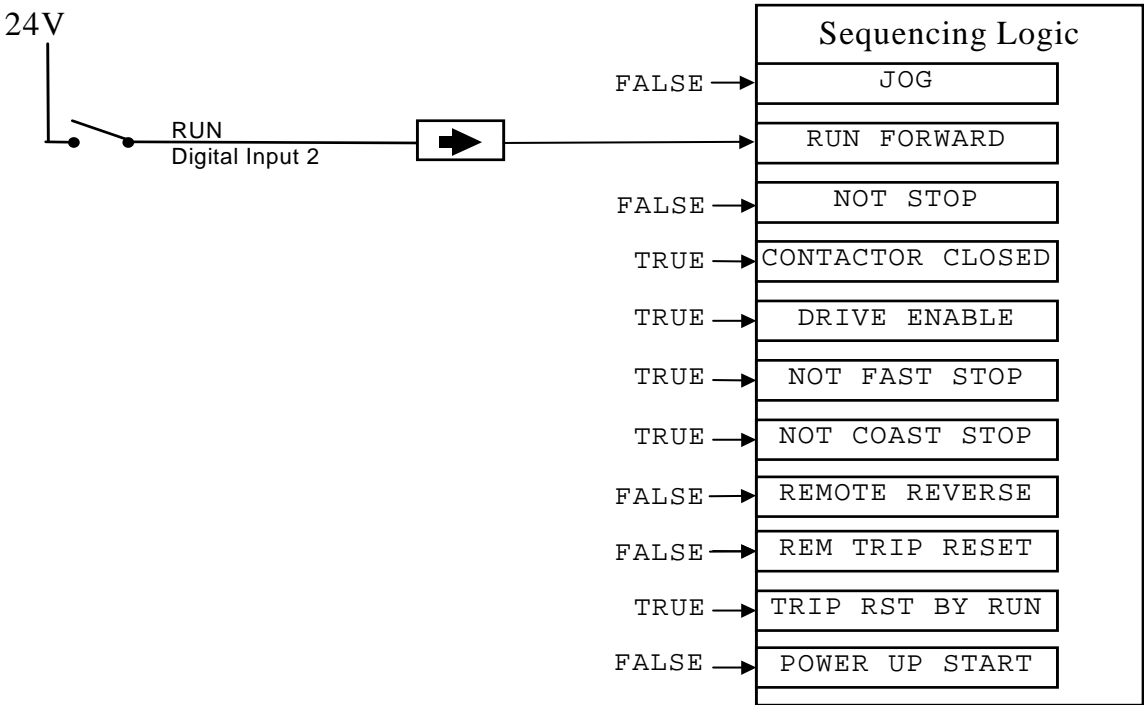 24V
Sequencing Logic
FALSE JOG
RUN
Digital Input 2
RUN FORWARD
FALSE NOT STOP
TRUE CONTACTOR CLOSED
TRUE DRIVE ENABLE
TRUE NOT FAST STOP
TRUE NOT COAST STOP
FALSE REMOTE REVERSE
FALSE REM TRIP RESET
TRUE TRIP RST BY RUN
FALSE POWER UP START